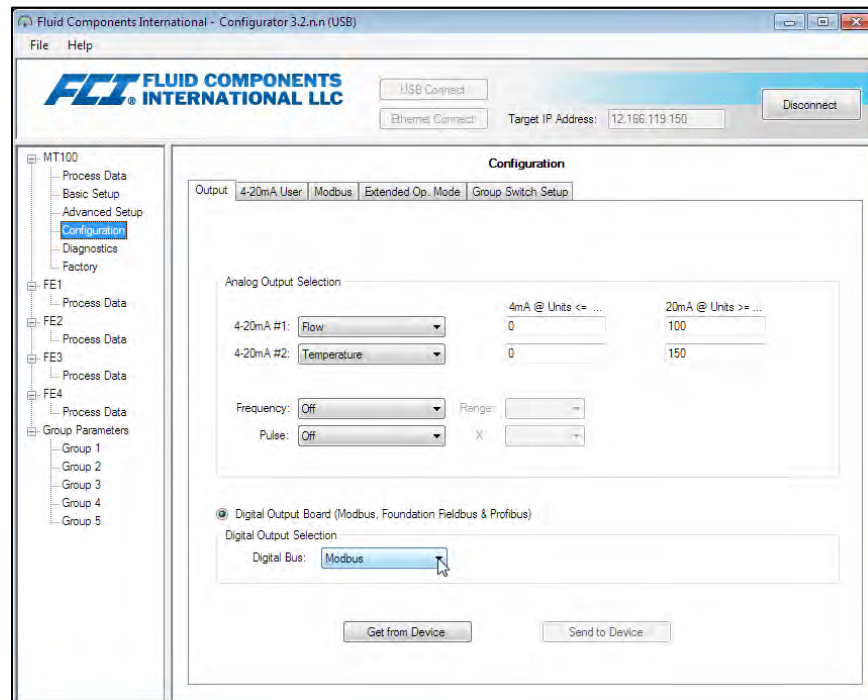 Fluid Components International - Configurator 3.2.n.n (USB)
File Help
FCI ® FLUID COMPONENTS
INTERNATIONAL LLC
USB Connect
Ethernet Connect
Target IP Address: 12.166.119.150
Disconnect
MT100
Process Data
Basic Setup
Advanced Setup
Configuration
Diagnostics
Factory
FE1
Process Data
FE2
Process Data
FE3
Process Data
FE4
Process Data
Group Parameters
Group 1
Group 2
Group 3
Group 4
Group 5
Configuration
Output 4-20mA User Modbus Extended Op. Mode Group Switch Setup
Analog Output Selection
4mA @ Units <= ... 20mA @ Units >= ...
4-20mA #1: Flow 0 100
4-20mA #2: Temperature 0 150
Frequency: Off Range:
Pulse: Off X
Digital Output Board (Modbus, Foundation Fieldbus & Profibus)
Digital Output Selection
Digital Bus: Modbus
Get from Device Send to Device